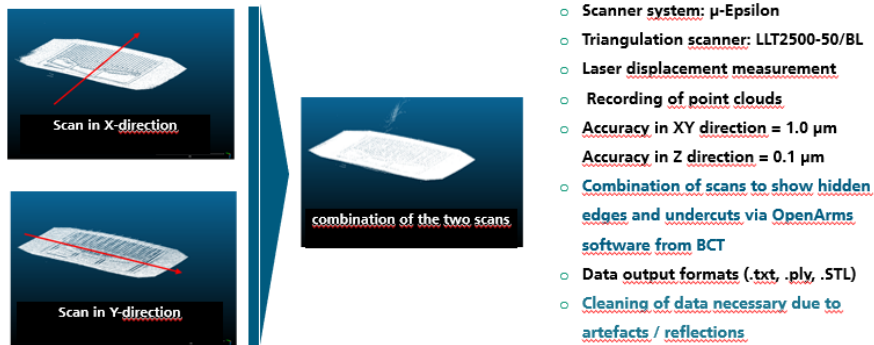 Scan in X-direction
Scan in Y-direction
combination of the two scans
Scanner system: µ-Epsilon
Triangulation scanner: LLT2500-50/BL
Laser displacement measurement
Recording of point clouds
Accuracy in XY direction = 1.0 µm
Accuracy in Z direction = 0.1 µm
Combination of scans to show hidden
edges and undercuts via OpenArms
software from BCT
Data output formats (.txt, .ply, .STL)
Cleaning of data necessary due to
artefacts / reflections